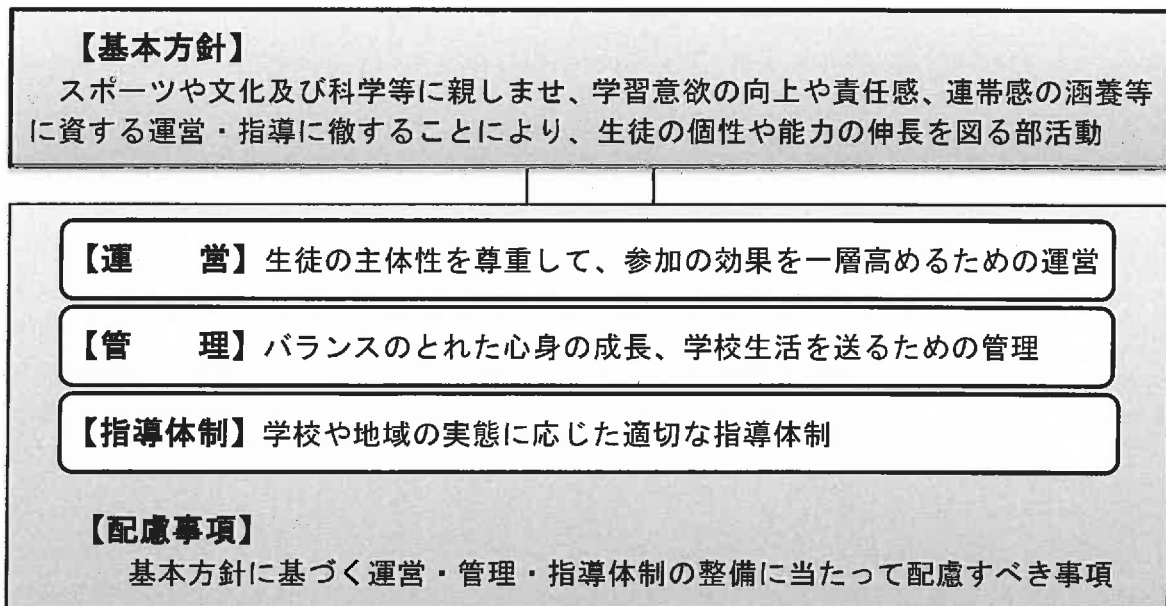 【基本方針】
スポーツや文化及び科学等に親しませ、学習意欲の向上や責任感、連帯感の涵養等
に資する運営・指導に徹することにより、生徒の個性や能力の伸長を図る部活動
【運　　営】生徒の主体性を尊重して、参加の効果を一層高めるための運営
【管　　理】バランスのとれた心身の成長、学校生活を送るための管理
【指導体制】学校や地域の実態に応じた適切な指導体制
【配慮事項】
基本方針に基づく運営・管理・指導体制の整備に当たって配慮すべき事項